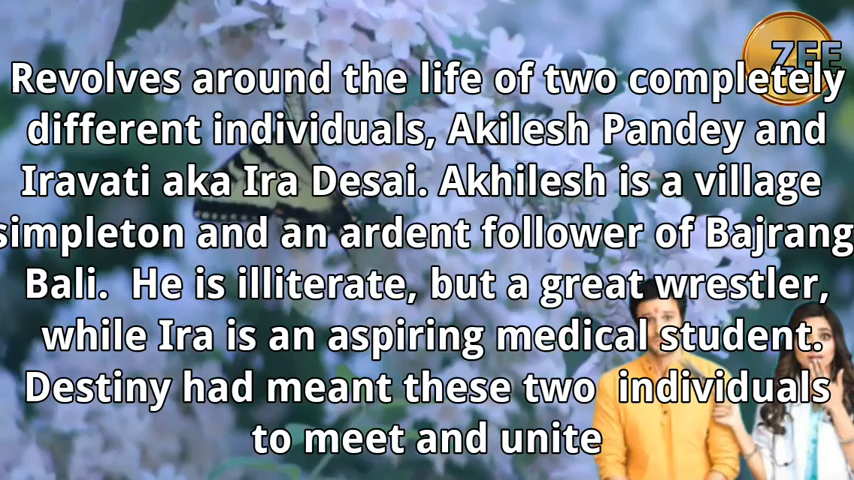 ZEE
Revolves around the life of two completely
different individuals, Akilesh Pandey and
Iravati aka Ira Desai. Akhilesh is a village
simpleton and an ardent follower of Bajrang
Bali. He is illiterate, but a great wrestler,
while Ira is an aspiring medical student.
Destiny had meant these two individuals
to meet and unite